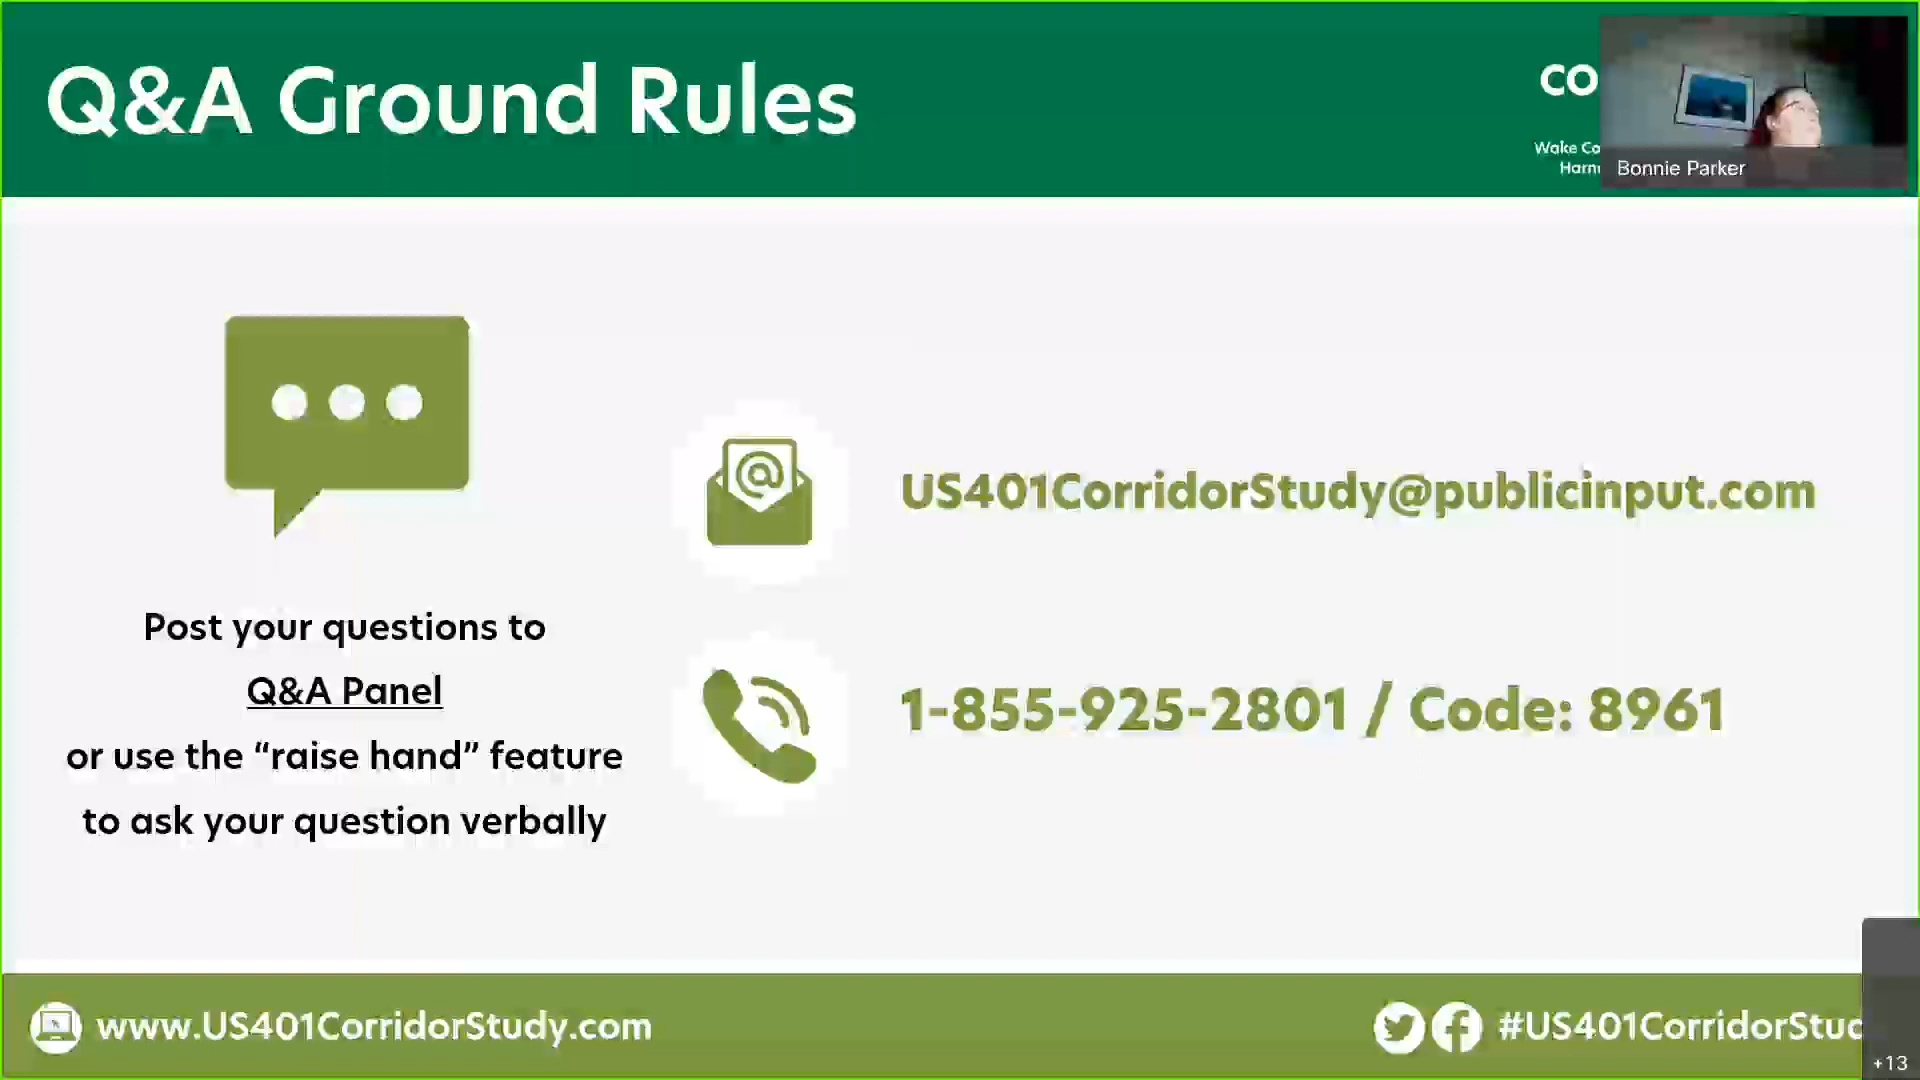 Q&A Ground Rules
CO
Wake Co
Harn
Bonnie Parker
US401CorridorStudy@publicinput.com
1-855-925-2801 / Code: 8961
Post your questions to
Q&A Panel
or use the “raise hand” feature
to ask your question verbally
www.US401CorridorStudy.com
#US401CorridorStud
+13